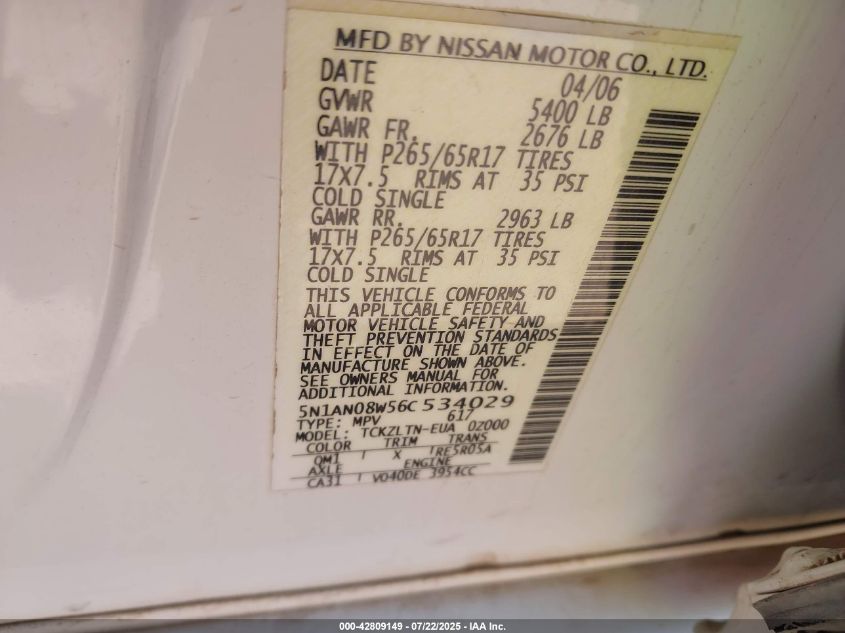 MFD BY NISSAN MOTOR CO., LTD.
DATE 04/06
GVWR 5400 LB
GAWR FR. 2676 LB
WITH P265/65R17 TIRES
17X7.5 RIMS AT 35 PSI
COLD SINGLE
GAWR RR. 2963 LB
WITH P265/65R17 TIRES
17X7.5 RIMS AT 35 PSI
COLD SINGLE
THIS VEHICLE CONFORMS TO
ALL APPLICABLE FEDERAL
MOTOR VEHICLE SAFETY AND
THEFT PREVENTION STANDARDS
IN EFFECT ON THE DATE OF
MANUFACTURE SHOWN ABOVE.
SEE OWNERS MANUAL FOR
ADDITIONAL INFORMATION.
5N1AN08W56C534029
TYPE: MPV 617
MODEL: TCKZLTN-EUA 0Z000
COLOR TRIM TRANS
QM1 X RE5R05A
AXLE ENGINE
CA31 VQ40DE 3954CC
000-42809149 - 07/22/2025 - IAA Inc.